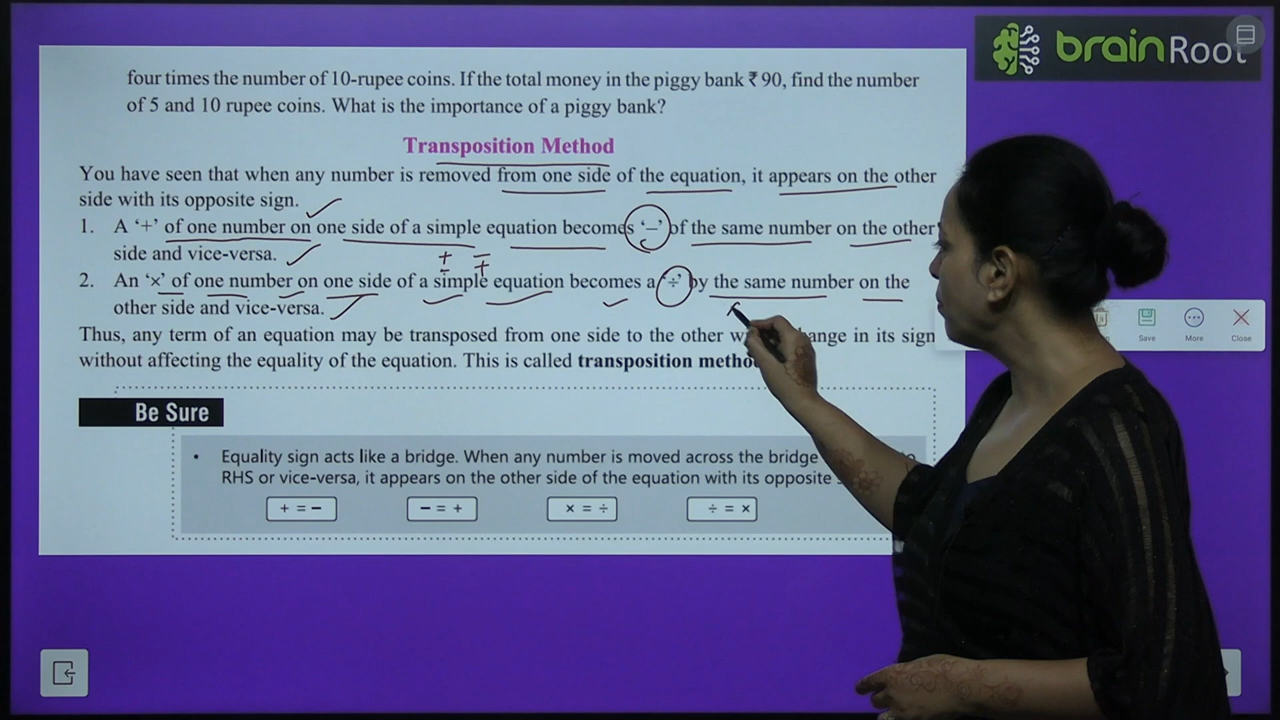 brainRoot
four times the number of 10-rupee coins. If the total money in the piggy bank ₹ 90, find the number
of 5 and 10 rupee coins. What is the importance of a piggy bank?
Transposition Method
You have seen that when any number is removed from one side of the equation, it appears on the other
side with its opposite sign.
1. A ‘+’ of one number on one side of a simple equation becomes ‘–’ of the same number on the other
side and vice-versa.
+ –
– +
2. An ‘×’ of one number on one side of a simple equation becomes a ‘÷’ by the same number on the
other side and vice-versa.
Thus, any term of an equation may be transposed from one side to the other in its sign
without affecting the equality of the equation. This is called transposition
Save More Close
Be Sure
• Equality sign acts like a bridge. When any number is moved across the bridge
RHS or vice-versa, it appears on the other side of the equation with its opposite
+ = – – = + × = ÷ ÷ = ×